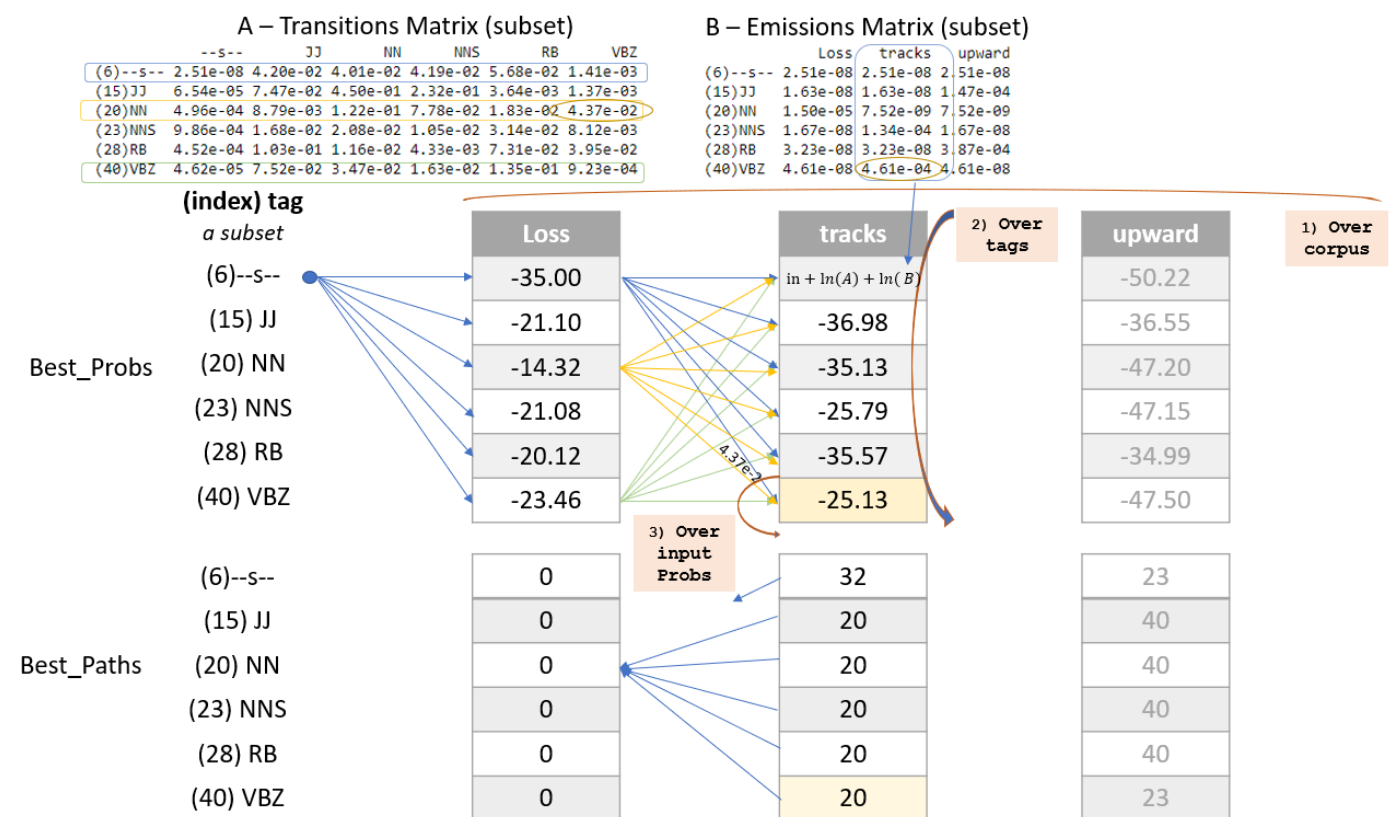 A – Transitions Matrix (subset)
--s-- JJ NN NNS RB VBZ
(6)--s-- 2.51e-08 4.20e-02 4.01e-02 4.19e-02 5.68e-02 1.41e-03
(15)JJ 6.54e-05 7.47e-02 4.50e-01 2.32e-01 3.64e-03 1.37e-03
(20)NN 4.96e-04 8.79e-03 1.22e-01 7.78e-02 1.83e-02 4.37e-02
(23)NNS 9.86e-04 1.68e-02 2.08e-02 1.05e-02 3.14e-02 8.12e-03
(28)RB 4.52e-04 1.03e-01 1.16e-02 4.33e-03 7.31e-02 3.95e-02
(40)VBZ 4.62e-05 7.52e-02 3.47e-02 1.63e-02 1.35e-01 9.23e-04
B – Emissions Matrix (subset)
Loss tracks upward
(6)--s-- 2.51e-08 2.51e-08 2.51e-08
(15)JJ 1.63e-08 1.63e-08 1.47e-04
(20)NN 1.50e-05 7.52e-09 7.52e-09
(23)NNS 1.67e-08 1.34e-04 1.67e-08
(28)RB 3.23e-08 3.23e-08 3.87e-04
(40)VBZ 4.61e-08 4.61e-04 4.61e-08
(index) tag
a subset
Loss tracks upward
2) Over
tags
1) Over
corpus
(6)--s-- -35.00 in + ln(A) + ln( B) -50.22
(15) JJ -21.10 -36.98 -36.55
Best_Probs (20) NN -14.32 -35.13 -47.20
(23) NNS -21.08 -25.79 -47.15
(28) RB -20.12 -35.57 -34.99
4.37e-2
(40) VBZ -23.46 -25.13 -47.50
3) Over
input
Probs
(6)--s-- 0 32 23
(15) JJ 0 20 40
Best_Paths (20) NN 0 20 40
(23) NNS 0 20 40
(28) RB 0 20 40
(40) VBZ 0 20 23